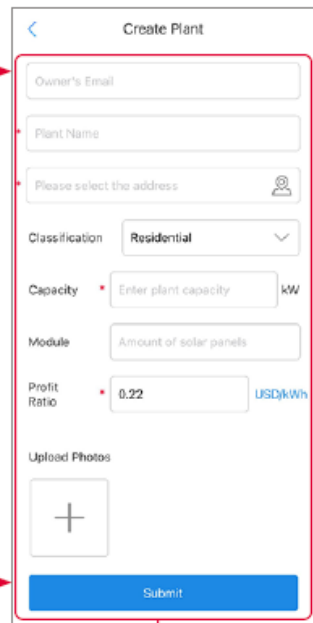 Create Plant
Owner's Email
* Plant Name
* Please select the address
Classification Residential
Capacity * Enter plant capacity kW
Module Amount of solar panels
Profit
Ratio * 0.22 USD/kWh
Upload Photos
Submit